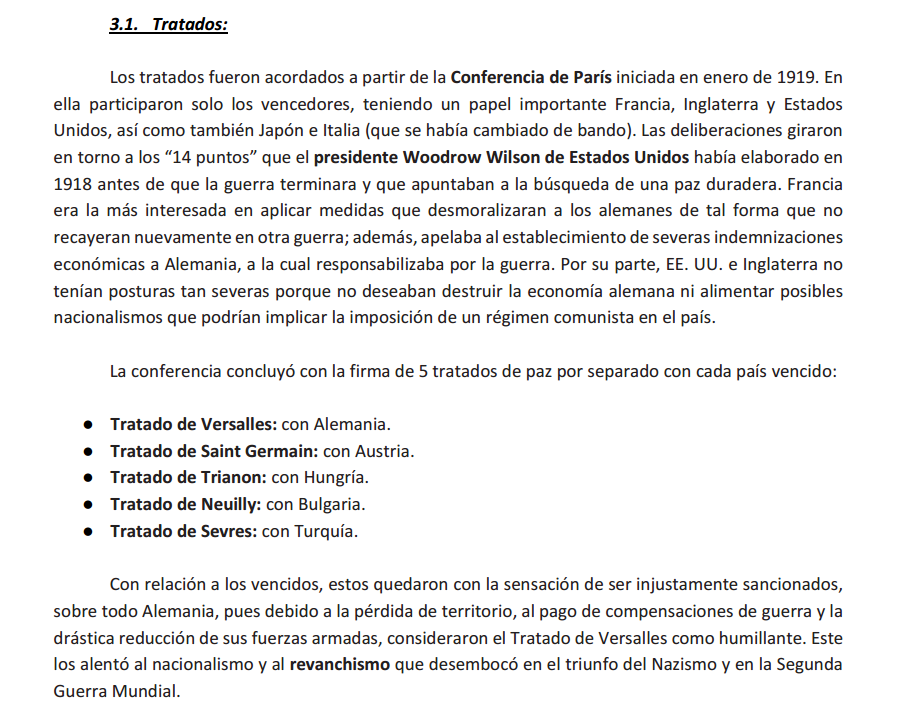 3.1. Tratados:
Los tratados fueron acordados a partir de la Conferencia de París iniciada en enero de 1919. En
ella participaron solo los vencedores, teniendo un papel importante Francia, Inglaterra y Estados
Unidos, así como también Japón e Italia (que se había cambiado de bando). Las deliberaciones giraron
en torno a los “14 puntos” que el presidente Woodrow Wilson de Estados Unidos había elaborado en
1918 antes de que la guerra terminara y que apuntaban a la búsqueda de una paz duradera. Francia
era la más interesada en aplicar medidas que desmoralizaran a los alemanes de tal forma que no
recayeran nuevamente en otra guerra; además, apelaba al establecimiento de severas indemnizaciones
económicas a Alemania, a la cual responsabilizaba por la guerra. Por su parte, EE. UU. e Inglaterra no
tenían posturas tan severas porque no deseaban destruir la economía alemana ni alimentar posibles
nacionalismos que podrían implicar la imposición de un régimen comunista en el país.
La conferencia concluyó con la firma de 5 tratados de paz por separado con cada país vencido:
● Tratado de Versalles: con Alemania.
● Tratado de Saint Germain: con Austria.
● Tratado de Trianon: con Hungría.
● Tratado de Neuilly: con Bulgaria.
● Tratado de Sevres: con Turquía.
Con relación a los vencidos, estos quedaron con la sensación de ser injustamente sancionados,
sobre todo Alemania, pues debido a la pérdida de territorio, al pago de compensaciones de guerra y la
drástica reducción de sus fuerzas armadas, consideraron el Tratado de Versalles como humillante. Este
los alentó al nacionalismo y al revanchismo que desembocó en el triunfo del Nazismo y en la Segunda
Guerra Mundial.